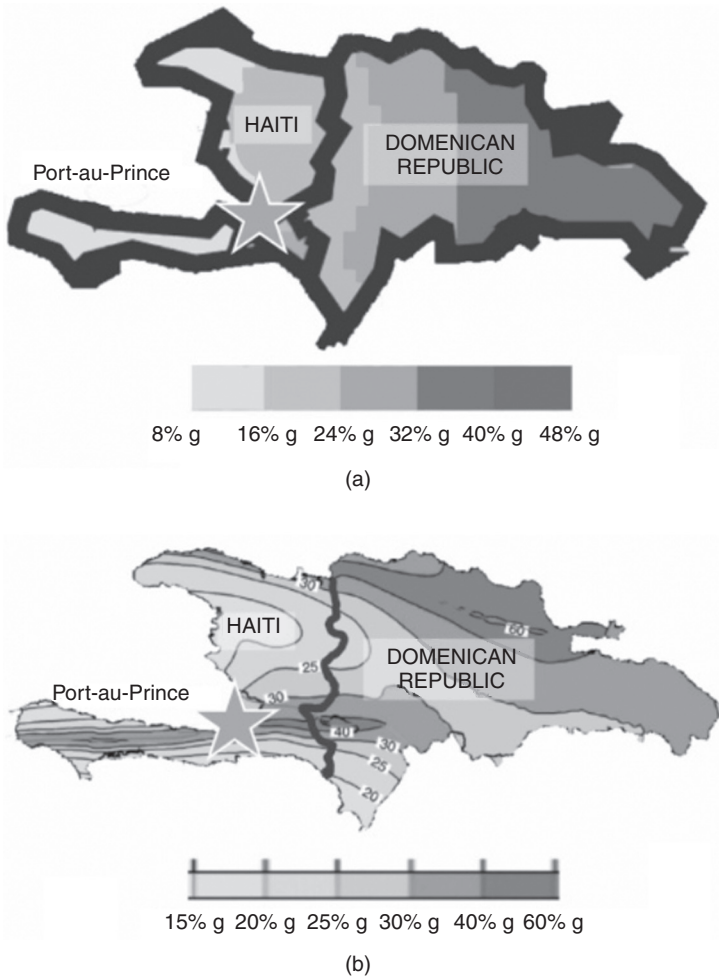 HAITI
DOMENICAN
REPUBLIC
Port-au-Prince
8% g 16% g 24% g 32% g 40% g 48% g
(a)
30
60
HAITI
DOMENICAN
REPUBLIC
25
Port-au-Prince
30
40
30
25
20
15% g 20% g 25% g 30% g 40% g 60% g
(b)